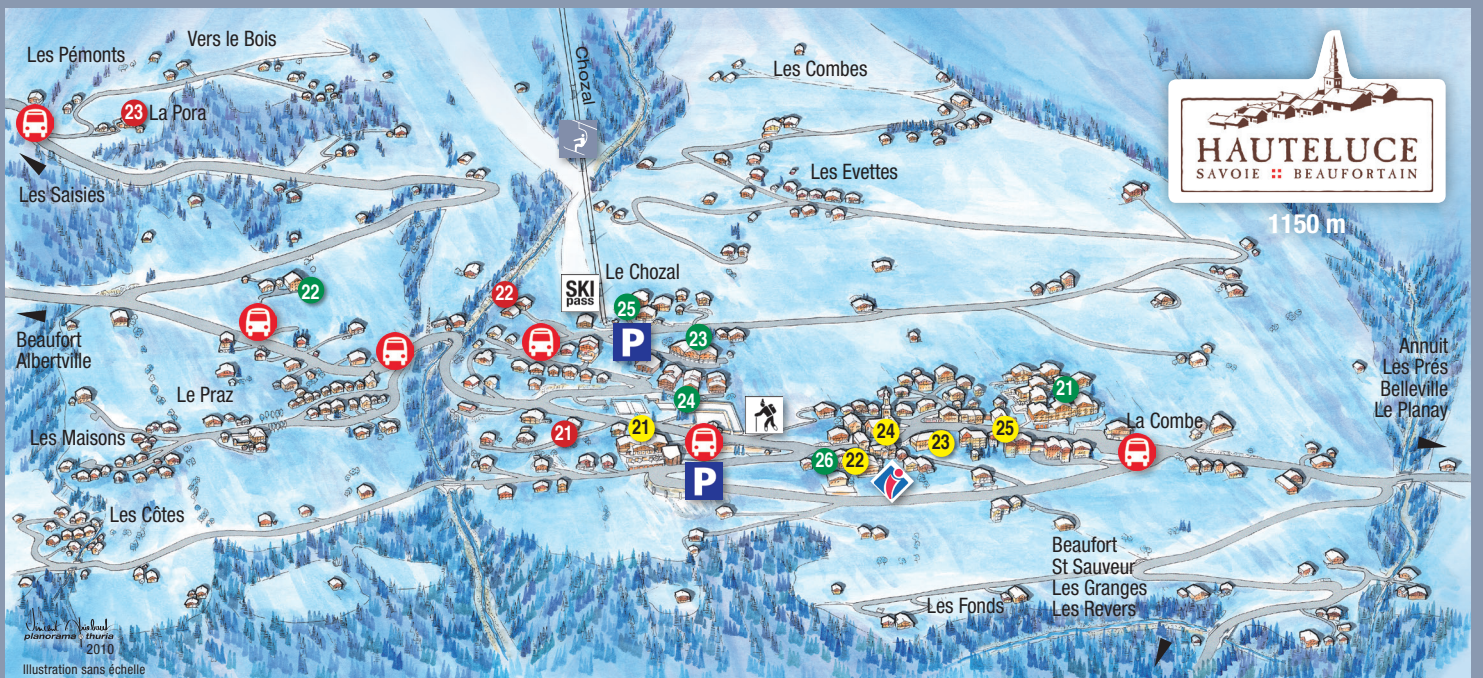 Les Pémonts
Vers le Bois
23
La Pora
Les Saisies
Chozal
Les Combes
Les Evettes
HAUTELUCE
SAVOIE BEAUFORTAIN
1150 m
22
22
SKI
pass
Le Chozal
25
P
23
Beaufort
Albertville
Le Praz
Les Maisons
24
21
21
P
21
24
23
25
26
22
La Combe
Annuit
Les Prés
Belleville
Le Planay
Les Côtes
Les Fonds
Beaufort
St Sauveur
Les Granges
Les Revers
planorama thuria
2010
Illustration sans échelle